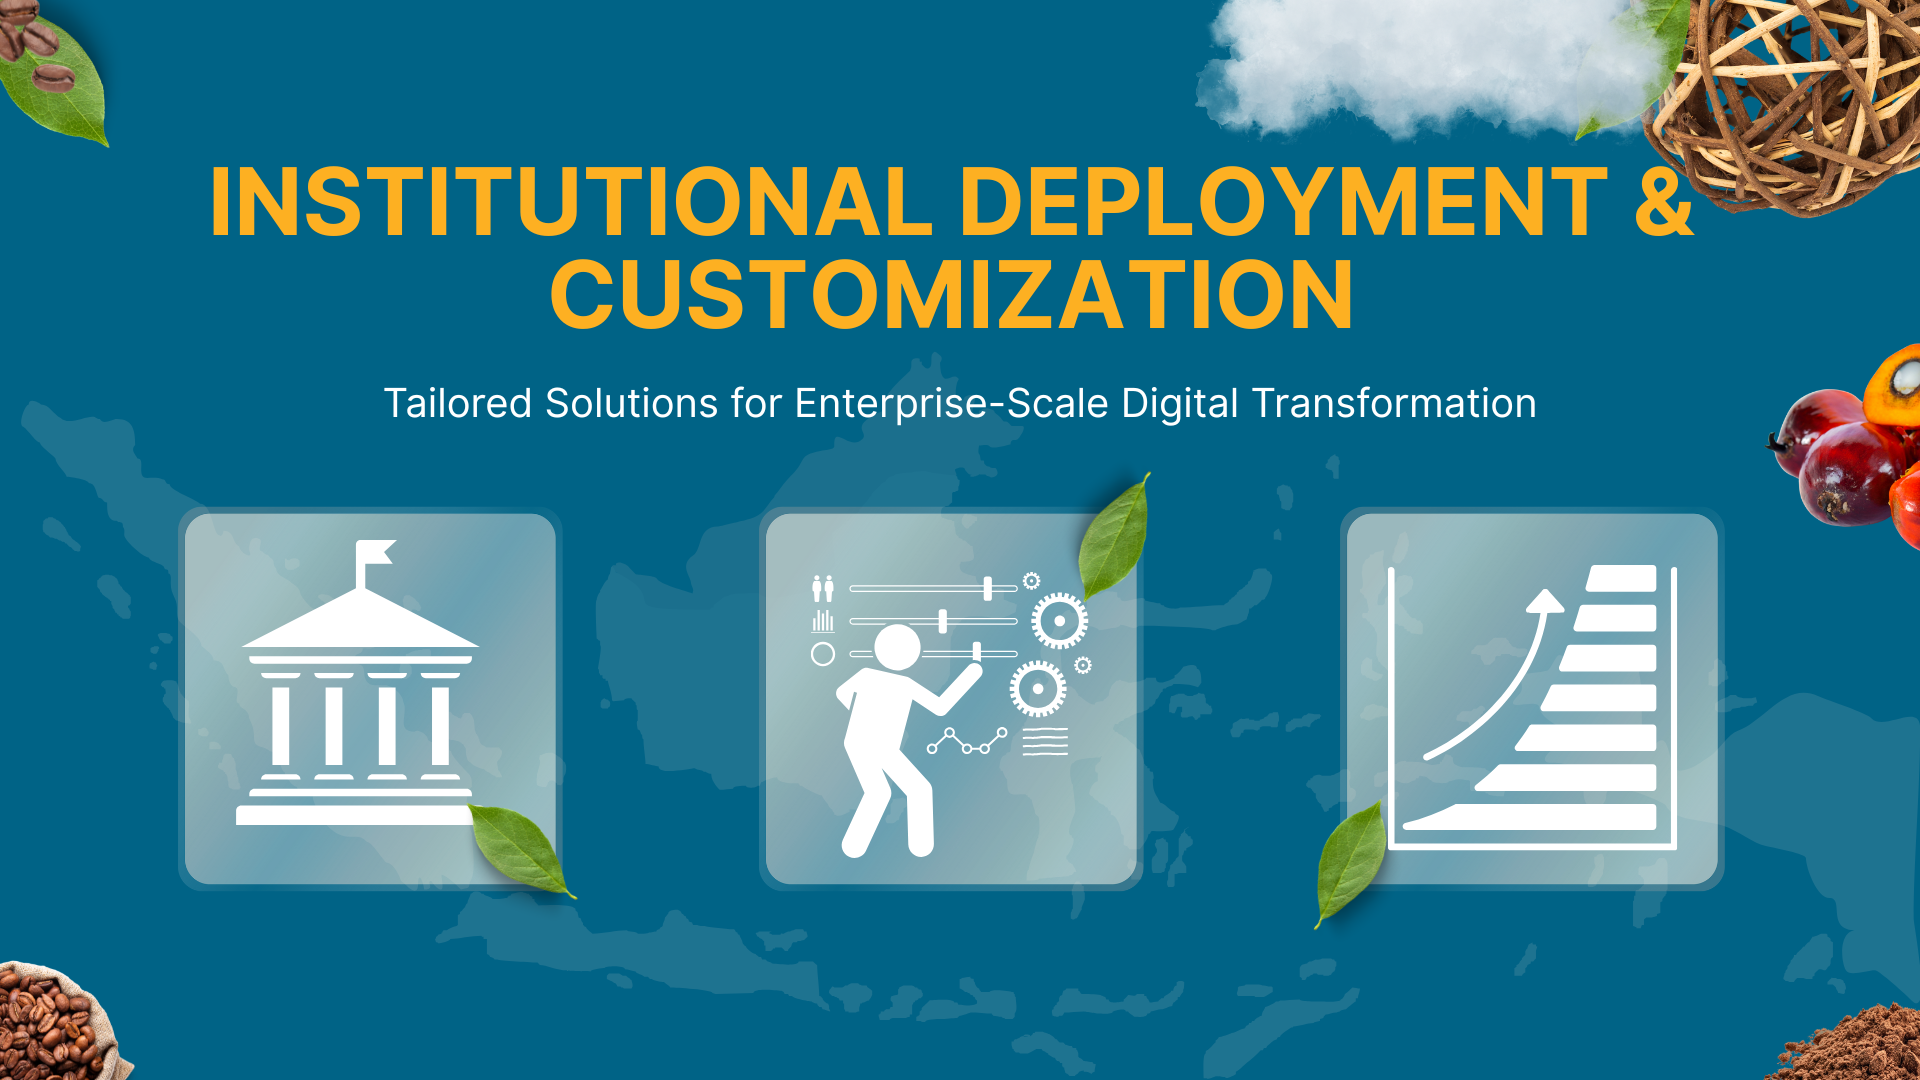 INSTITUTIONAL DEPLOYMENT &
CUSTOMIZATION
Tailored Solutions for Enterprise-Scale Digital Transformation